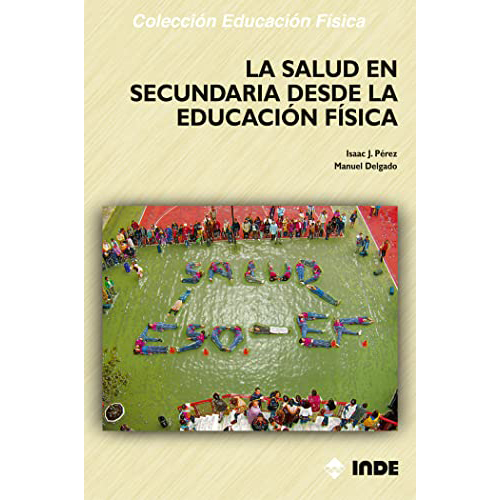 Colección Educación Física
LA SALUD EN
SECUNDARIA DESDE LA
EDUCACIÓN FÍSICA
Isaac J. Pérez
Manuel Delgado
SALUD
ESO-EF
INDE